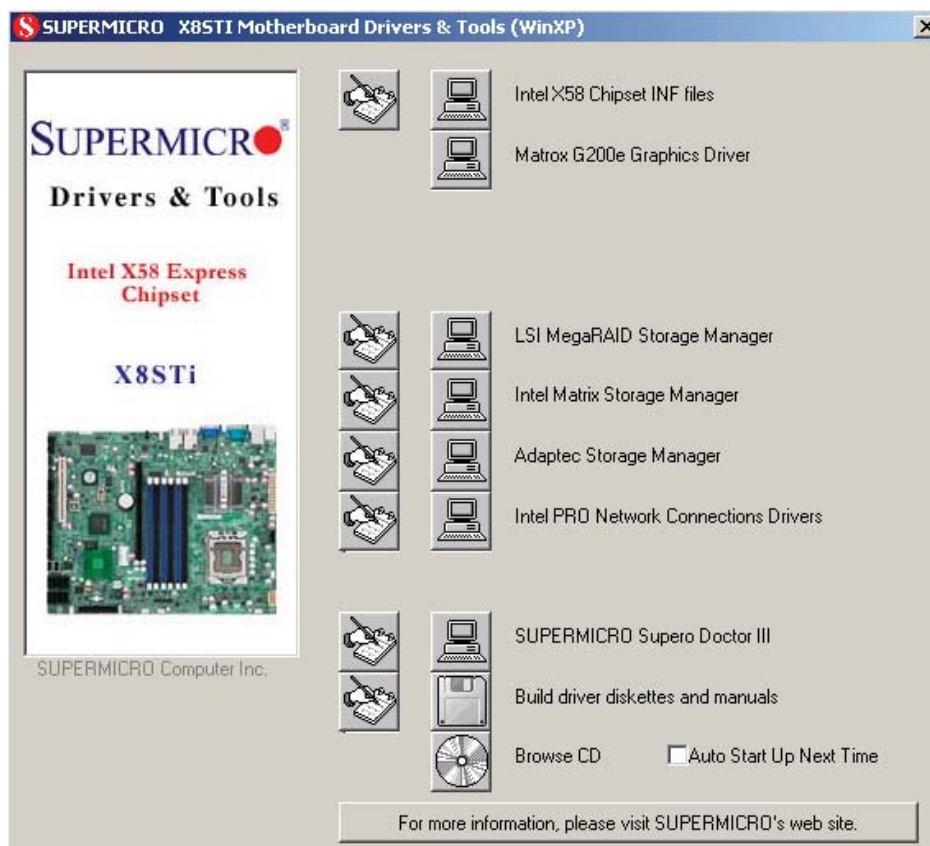 SUPERMICRO X8STI Motherboard Drivers & Tools (WinXP)
SUPERMICRO®
Drivers & Tools
Intel X58 Express
Chipset
X8STi
SUPERMICRO Computer Inc.
Intel X58 Chipset INF files
Matrox G200e Graphics Driver
LSI MegaRAID Storage Manager
Intel Matrix Storage Manager
Adaptec Storage Manager
Intel PRO Network Connections Drivers
SUPERMICRO Supero Doctor III
Build driver diskettes and manuals
Browse CD
Auto Start Up Next Time
For more information, please visit SUPERMICRO's web site.